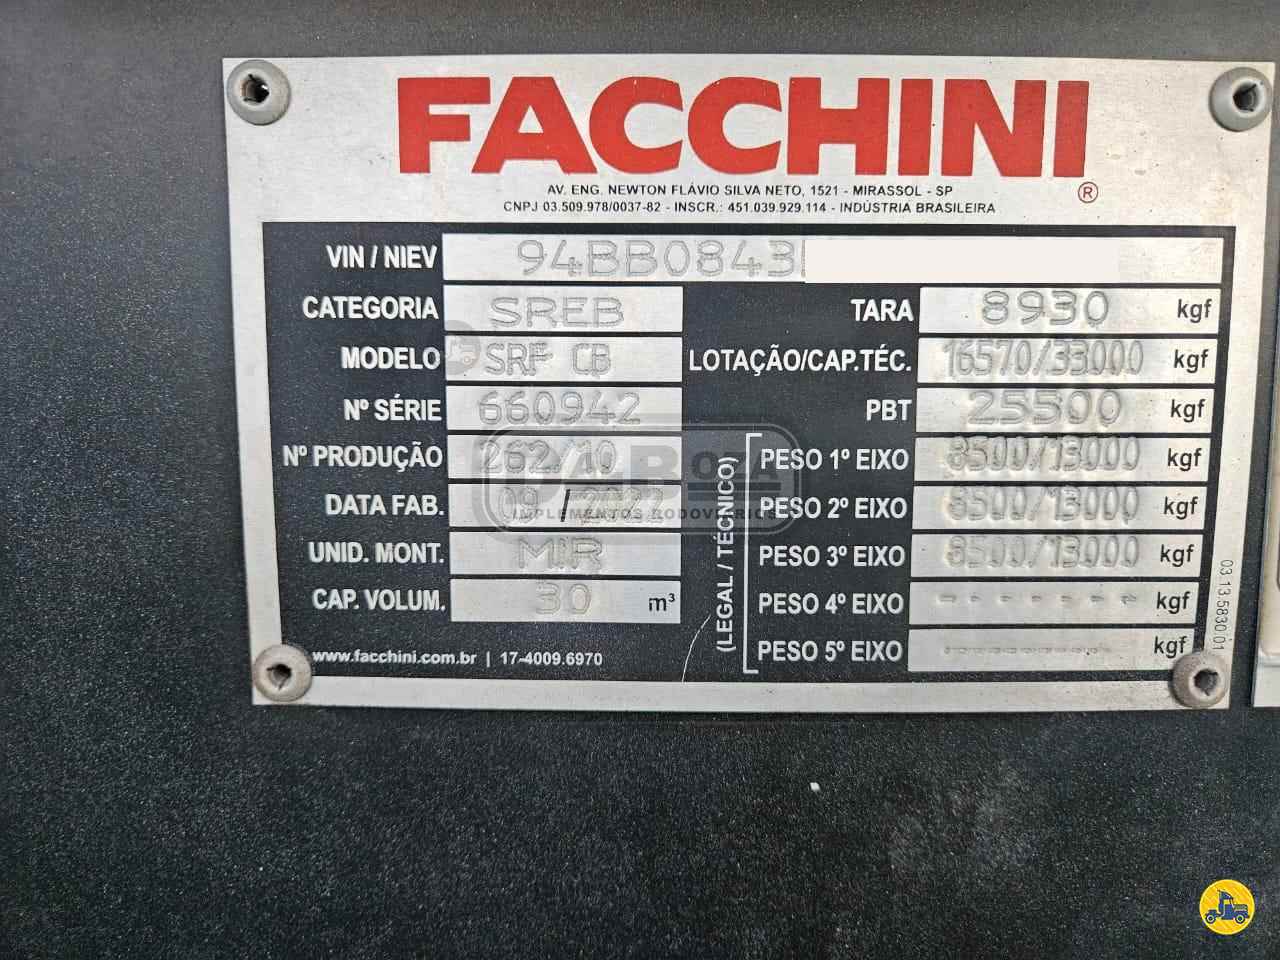 FACCHINI®
AV. ENG. NEWTON FLÁVIO SILVA NETO, 1521 - MIRASSOL - SP
CNPJ 03.509.978/0037-82 - INSCR.: 451.039.929.114 - INDÚSTRIA BRASILEIRA
VIN / NIEV 94BB0843
CATEGORIA SREB
TARA 8930 kgf
MODELO SRF CB
LOTAÇÃO/CAP.TÉC. 16570/33000 kgf
Nº SÉRIE 660942
PBT 25500 kgf
Nº PRODUÇÃO 262/10
(LEGAL / TÉCNICO)
PESO 1º EIXO 8500/13000 kgf
DATA FAB. 09 / 2022
PESO 2º EIXO 8500/13000 kgf
UNID. MONT. MIR
PESO 3º EIXO 8500/13000 kgf
CAP. VOLUM. 30 m³
PESO 4º EIXO ------- kgf
PESO 5º EIXO ------------- kgf
www.facchini.com.br | 17-4009.6970
03.13.5830.01
IMPLEMENTOS RODOVIÁRIOS